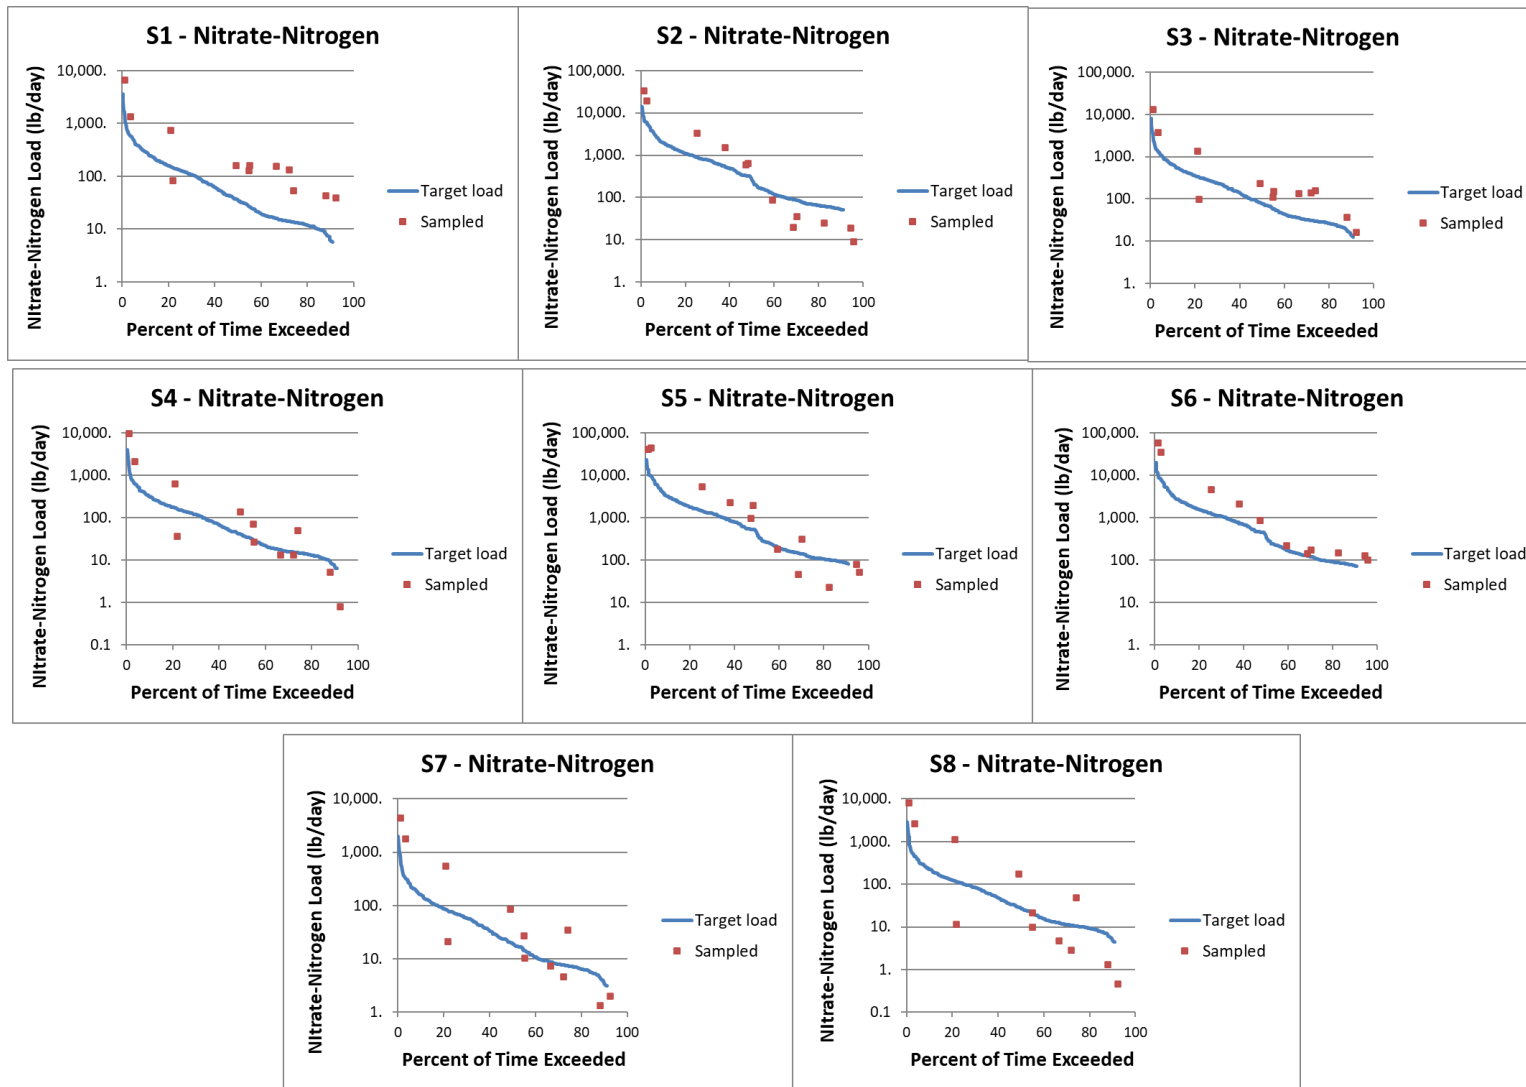 S1 - Nitrate-Nitrogen
NItrate-Nitrogen Load (lb/day)
10,000.
1,000.
100.
10.
1.
0 20 40 60 80 100
Percent of Time Exceeded
Target load
Sampled
S2 - Nitrate-Nitrogen
NItrate-Nitrogen Load (lb/day)
100,000.
10,000.
1,000.
100.
10.
1.
0 20 40 60 80 100
Percent of Time Exceeded
Target load
Sampled
S3 - Nitrate-Nitrogen
NItrate-Nitrogen Load (lb/day)
100,000.
10,000.
1,000.
100.
10.
1.
0 20 40 60 80 100
Percent of Time Exceeded
Target load
Sampled
S4 - Nitrate-Nitrogen
NItrate-Nitrogen Load (lb/day)
10,000.
1,000.
100.
10.
1.
0.1
0 20 40 60 80 100
Percent of Time Exceeded
Target load
Sampled
S5 - Nitrate-Nitrogen
NItrate-Nitrogen Load (lb/day)
100,000.
10,000.
1,000.
100.
10.
1.
0 20 40 60 80 100
Percent of Time Exceeded
Target load
Sampled
S6 - Nitrate-Nitrogen
NItrate-Nitrogen Load (lb/day)
100,000.
10,000.
1,000.
100.
10.
1.
0 20 40 60 80 100
Percent of Time Exceeded
Target load
Sampled
S7 - Nitrate-Nitrogen
NItrate-Nitrogen Load (lb/day)
10,000.
1,000.
100.
10.
1.
0 20 40 60 80 100
Percent of Time Exceeded
Target load
Sampled
S8 - Nitrate-Nitrogen
NItrate-Nitrogen Load (lb/day)
10,000.
1,000.
100.
10.
1.
0.1
0 20 40 60 80 100
Percent of Time Exceeded
Target load
Sampled